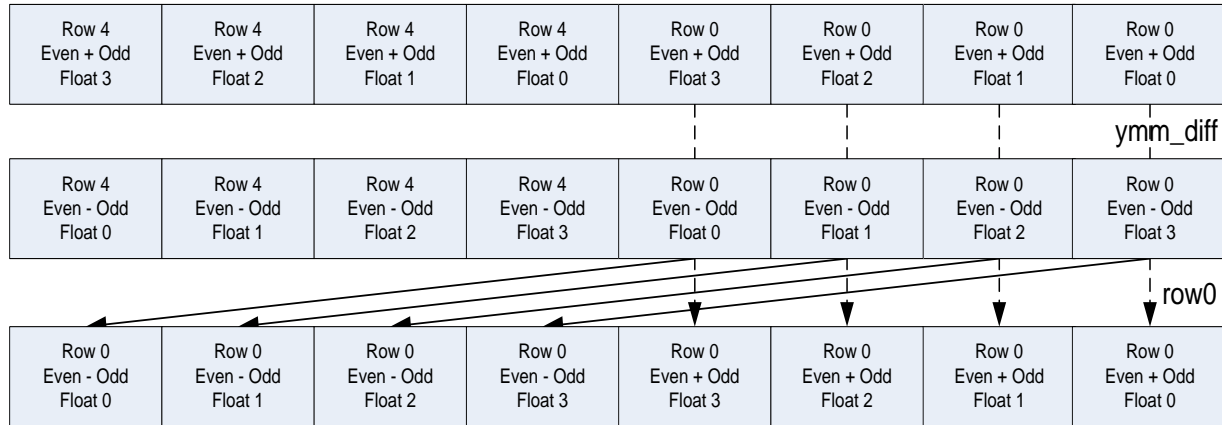 Row 4
Even + Odd
Float 3
Row 4
Even + Odd
Float 2
Row 4
Even + Odd
Float 1
Row 4
Even + Odd
Float 0
Row 0
Even + Odd
Float 3
Row 0
Even + Odd
Float 2
Row 0
Even + Odd
Float 1
Row 0
Even + Odd
Float 0
ymm_diff
Row 4
Even - Odd
Float 0
Row 4
Even - Odd
Float 1
Row 4
Even - Odd
Float 2
Row 4
Even - Odd
Float 3
Row 0
Even - Odd
Float 0
Row 0
Even - Odd
Float 1
Row 0
Even - Odd
Float 2
Row 0
Even - Odd
Float 3
row0
Row 0
Even - Odd
Float 0
Row 0
Even - Odd
Float 1
Row 0
Even - Odd
Float 2
Row 0
Even - Odd
Float 3
Row 0
Even + Odd
Float 3
Row 0
Even + Odd
Float 2
Row 0
Even + Odd
Float 1
Row 0
Even + Odd
Float 0